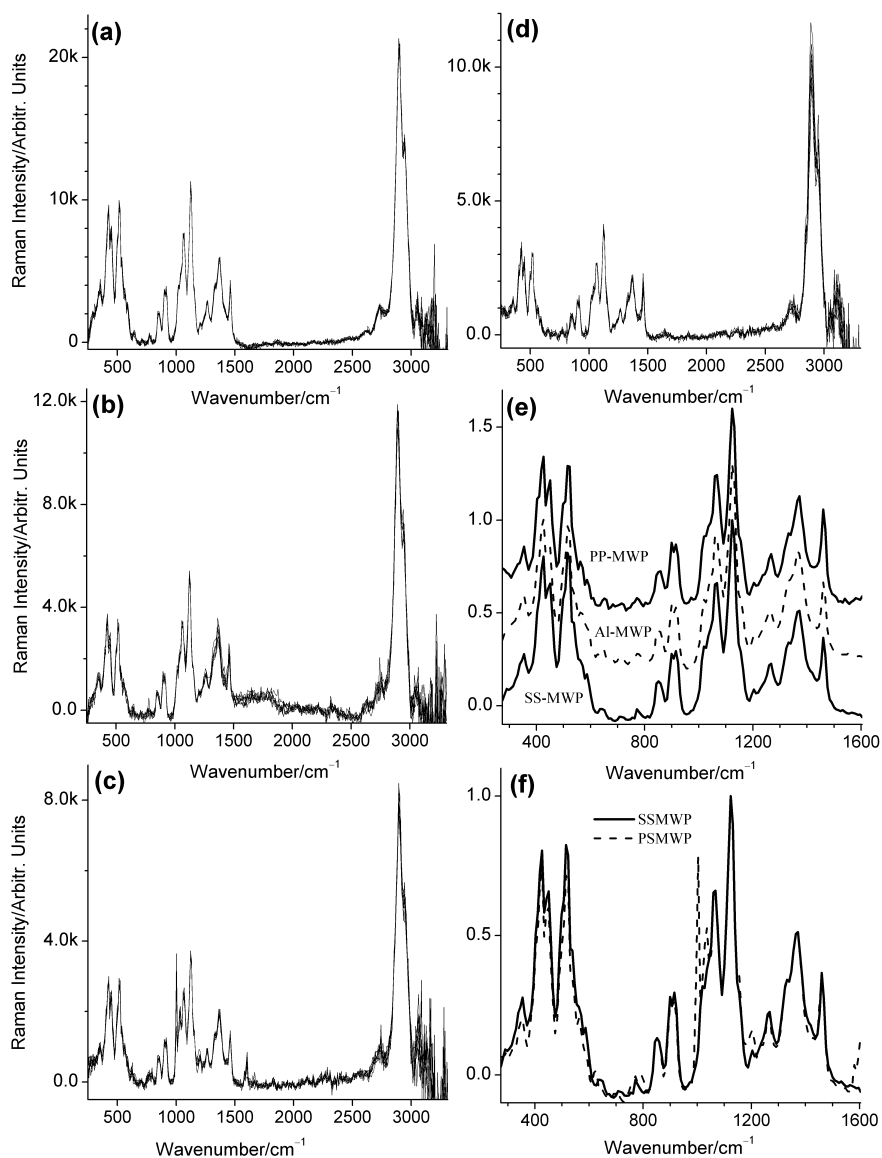 (a)
Raman Intensity/Arbitr. Units
20k
10k
0
500 1000 1500 2000 2500 3000
Wavenumber/cm⁻¹
(d)
10.0k
5.0k
0.0
500 1000 1500 2000 2500 3000
Wavenumber/cm⁻¹
(b)
Raman Intensity/Arbitr. Units
12.0k
8.0k
4.0k
0.0
500 1000 1500 2000 2500 3000
Wavenumber/cm⁻¹
(e)
1.5
1.0
0.5
0.0
PP-MWP
Al-MWP
SS-MWP
400 800 1200 1600
Wavenumber/cm⁻¹
(c)
Raman Intensity/Arbitr. Units
8.0k
4.0k
0.0
500 1000 1500 2000 2500 3000
Wavenumber/cm⁻¹
(f)
1.0
0.5
0.0
SSMWP
PSMWP
400 800 1200 1600
Wavenumber/cm⁻¹